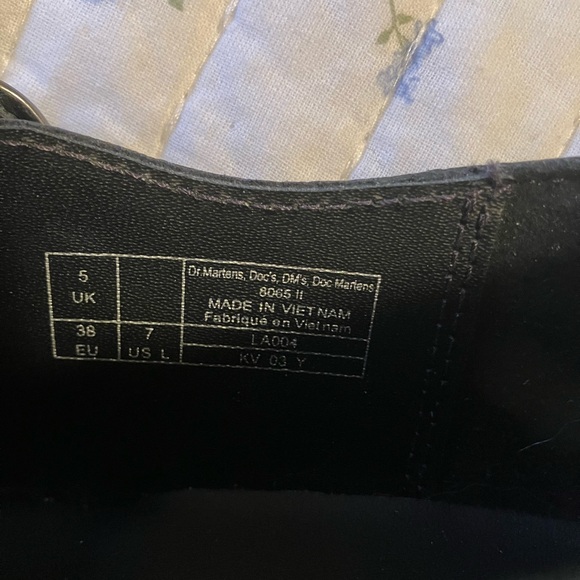 5
UK
38
EU
7
US L
Dr.Martens, Doc's, DM's, Doc Martens
8065 II
MADE IN VIETNAM
Fabriqué en Vietnam
LA004
KV 03 Y